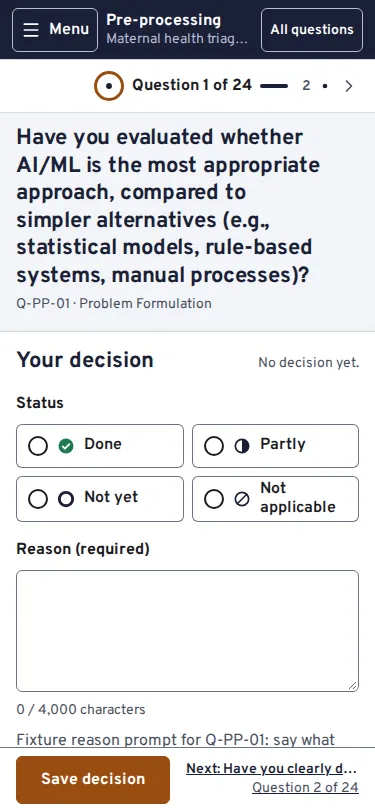 Menu
Pre-processing
Maternal health triag…
All questions
Question 1 of 24
2
Have you evaluated whether
AI/ML is the most appropriate
approach, compared to
simpler alternatives (e.g.,
statistical models, rule-based
systems, manual processes)?
Q-PP-01 · Problem Formulation
Your decision
No decision yet.
Status
Done
Partly
Not yet
Not
applicable
Reason (required)
0 / 4,000 characters
Fixture reason prompt for Q-PP-01: say what
Save decision
Next: Have you clearly d…
Question 2 of 24